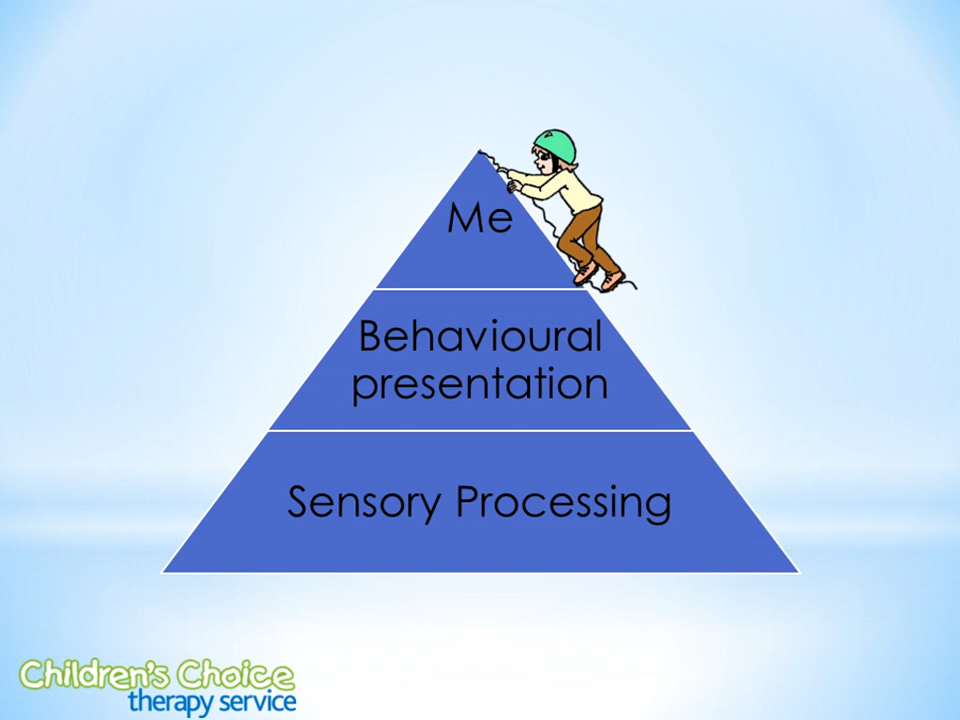 Me
Behavioural
presentation
Sensory Processing
Children's Choice
therapy service